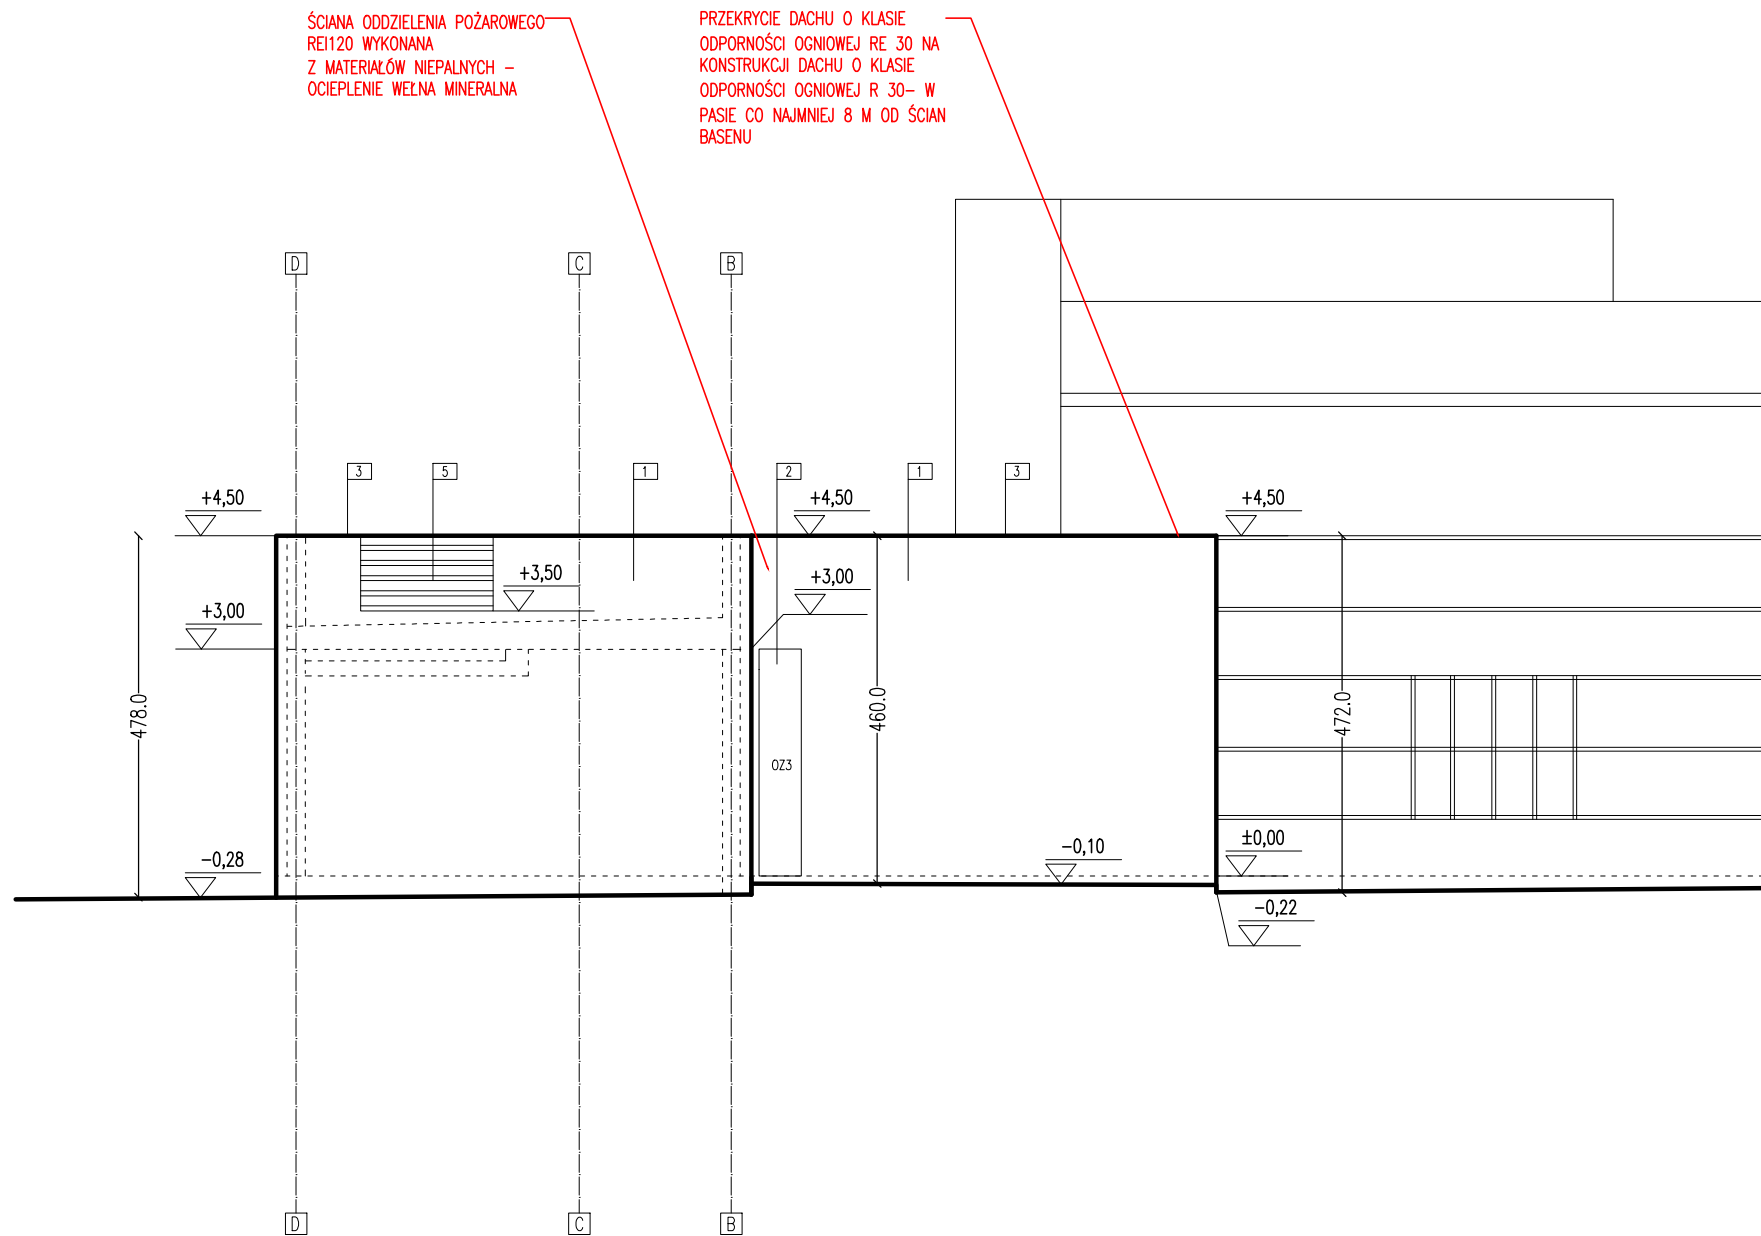 ŚCIANA ODDZIELENIA POŻAROWEGO
REI120 WYKONANA
Z MATERIAŁÓW NIEPALNYCH –
OCIEPLENIE WEŁNA MINERALNA
PRZEKRYCIE DACHU O KLASIE
ODPORNOŚCI OGNIOWEJ RE 30 NA
KONSTRUKCJI DACHU O KLASIE
ODPORNOŚCI OGNIOWEJ R 30– W
PASIE CO NAJMNIEJ 8 M OD ŚCIAN
BASENU
D
C
B
3
5
1
2
1
3
+4,50
+4,50
+4,50
+3,50
+3,00
+3,00
478.0
460.0
472.0
OZ3
–0,28
–0,10
±0,00
–0,22
D
C
B